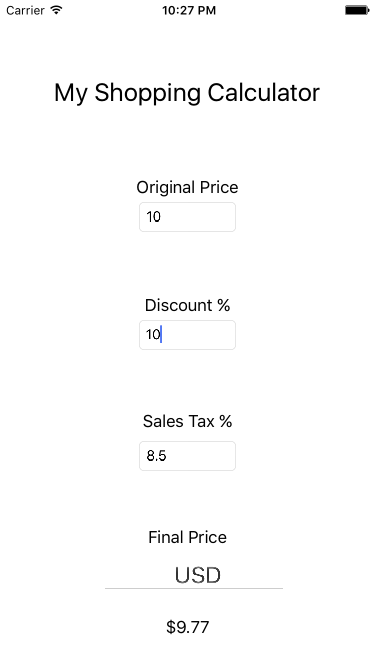 Carrier 10:27 PM
My Shopping Calculator
Original Price
10
Discount %
10
Sales Tax %
8.5
Final Price
USD
$9.77